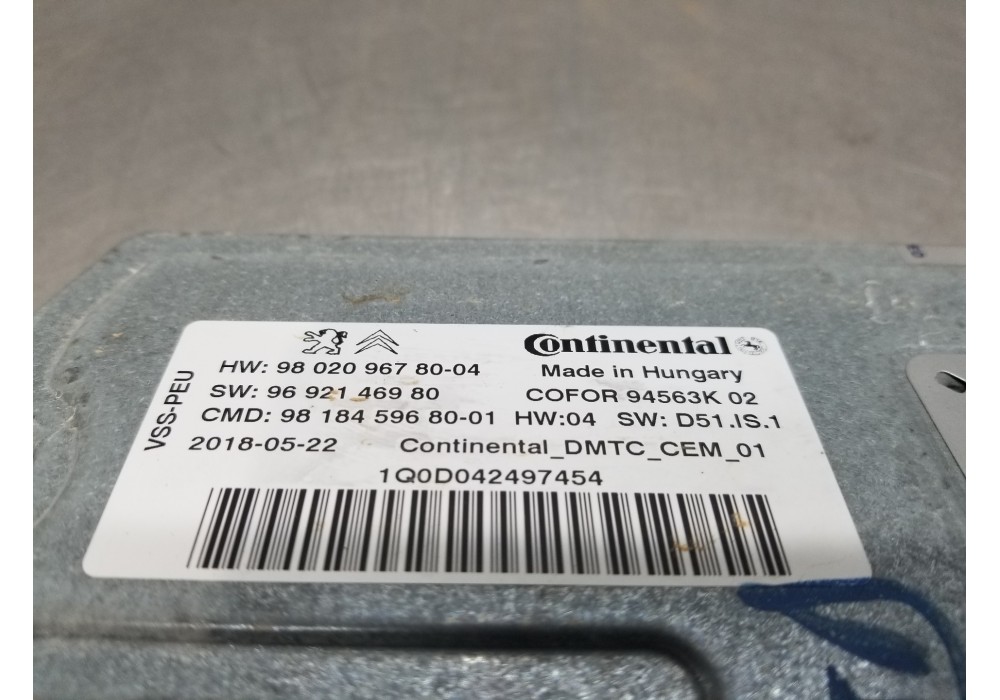 Continental
HW: 98 020 967 80-04 Made in Hungary
SW: 96 921 469 80 COFOR 94563K 02
CMD: 98 184 596 80-01 HW:04 SW: D51.IS.1
2018-05-22 Continental_DMTC_CEM_01
1Q0D042497454
VSS-PEU